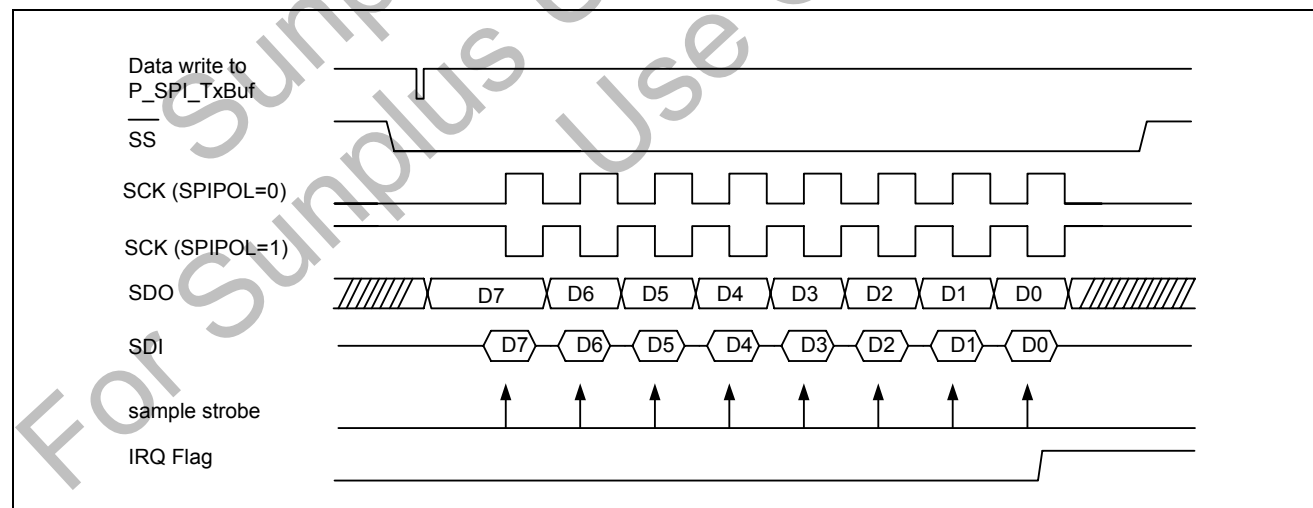 For Sunplus U
Sunplus
Use
Data write to
P_SPI_TxBuf
SS
SCK (SPIPOL=0)
SCK (SPIPOL=1)
SDO D7 D6 D5 D4 D3 D2 D1 D0
SDI D7 D6 D5 D4 D3 D2 D1 D0
sample strobe
IRQ Flag